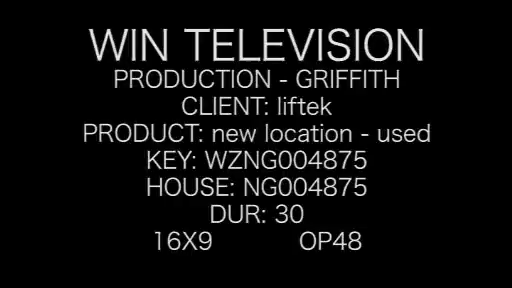 WIN TELEVISION
PRODUCTION - GRIFFITH
CLIENT: liftek
PRODUCT: new location - used
KEY: WZNG004875
HOUSE: NG004875
DUR: 30
16X9 OP48